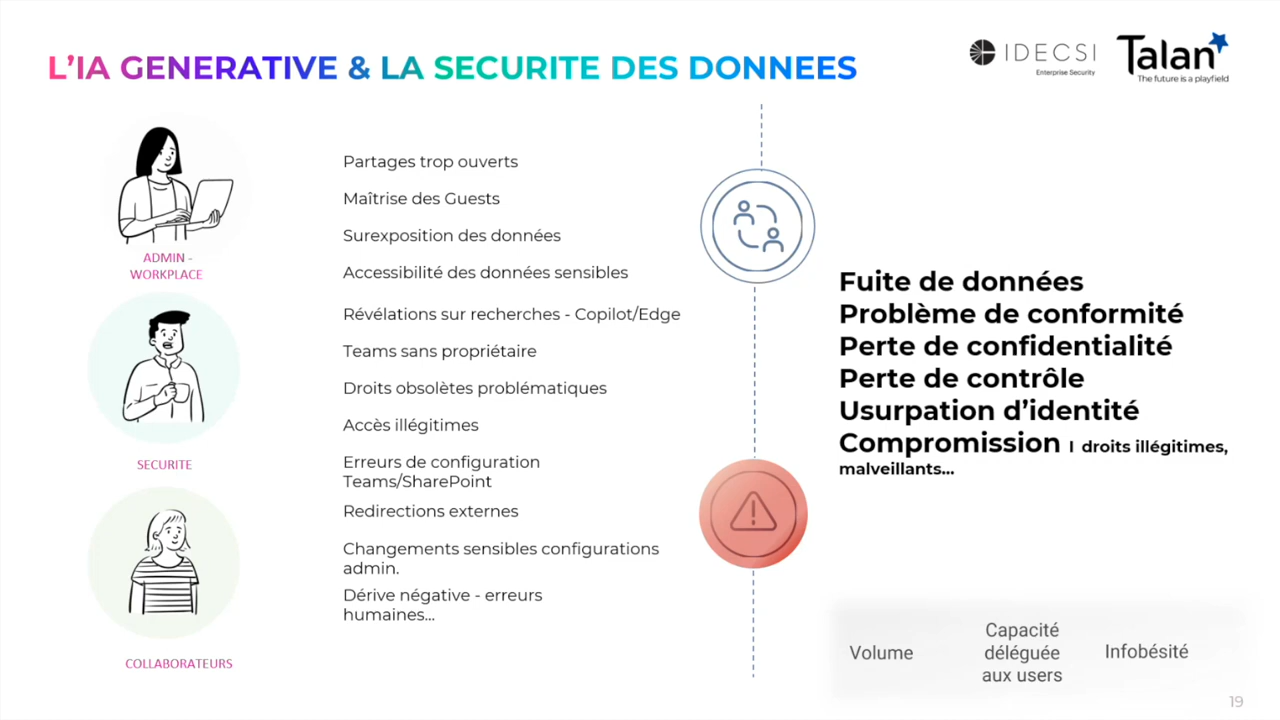 L'IA GENERATIVE & LA SECURITE DES DONNEES
IDECSI
Enterprise Security
Talan
The future is a playfield
ADMIN -
WORKPLACE
SECURITE
COLLABORATEURS
Partages trop ouverts
Maîtrise des Guests
Surexposition des données
Accessibilité des données sensibles
Révélations sur recherches - Copilot/Edge
Teams sans propriétaire
Droits obsolètes problématiques
Accès illégitimes
Erreurs de configuration
Teams/SharePoint
Redirections externes
Changements sensibles configurations
admin.
Dérive négative - erreurs
humaines...
Fuite de données
Problème de conformité
Perte de confidentialité
Perte de contrôle
Usurpation d'identité
Compromission I droits illégitimes,
malveillants...
Volume
Capacité
déléguée
aux users
Infobésité
19